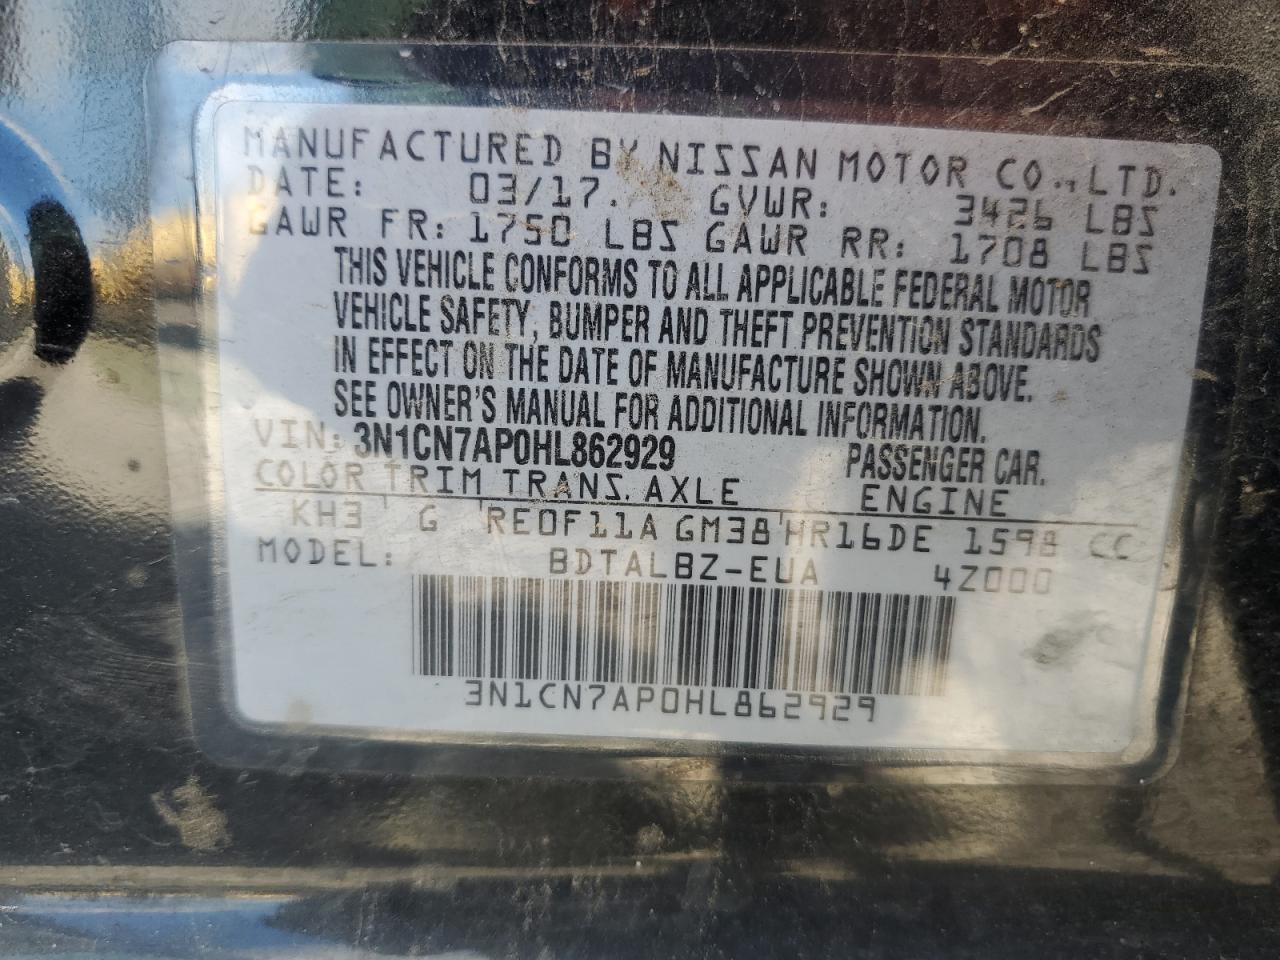 MANUFACTURED BY NISSAN MOTOR CO., LTD.
DATE: 03/17. GVWR: 3426 LBS
GAWR FR: 1750 LBS GAWR RR: 1708 LBS
THIS VEHICLE CONFORMS TO ALL APPLICABLE FEDERAL MOTOR
VEHICLE SAFETY, BUMPER AND THEFT PREVENTION STANDARDS
IN EFFECT ON THE DATE OF MANUFACTURE SHOWN ABOVE.
SEE OWNER'S MANUAL FOR ADDITIONAL INFORMATION.
VIN: 3N1CN7AP0HL862929 PASSENGER CAR.
COLOR TRIM TRANS. AXLE ENGINE
KH3 G RE0F11A GM38 HR16DE 1598 CC
MODEL: BDTALBZ-EUA 4Z000
3N1CN7AP0HL862929